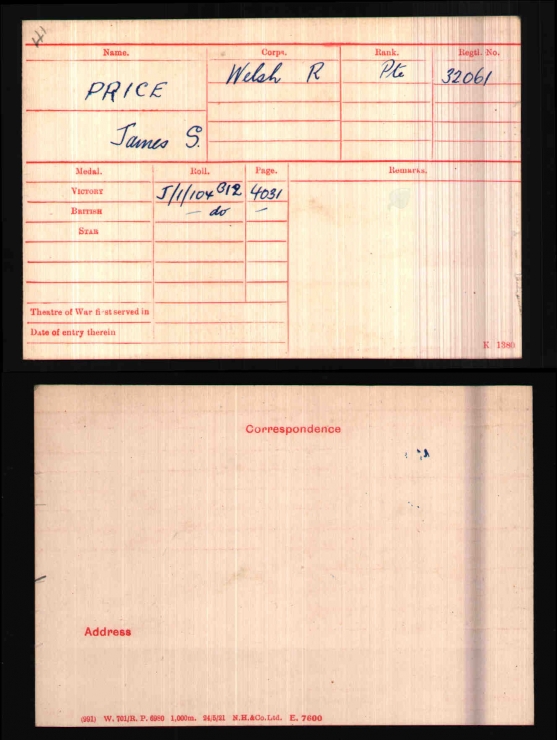 Name. Corps. Rank. Regtl. No.
PRICE Welsh R Pte 32061
James S.
Medal. Roll. Page. Remarks.
VICTORY J/1/104 B12 4031
BRITISH — do —
STAR
Theatre of War first served in
Date of entry therein
K 1380
Correspondence
Address
(991) W. 701/R. P. 6980 1,000m. 24/5/21 N.H.&Co.Ltd. E. 7600